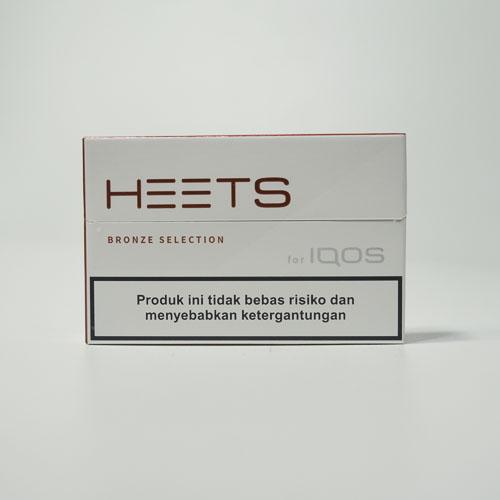 HEETS
BRONZE SELECTION
for IQOS
Produk ini tidak bebas risiko dan
menyebabkan ketergantungan